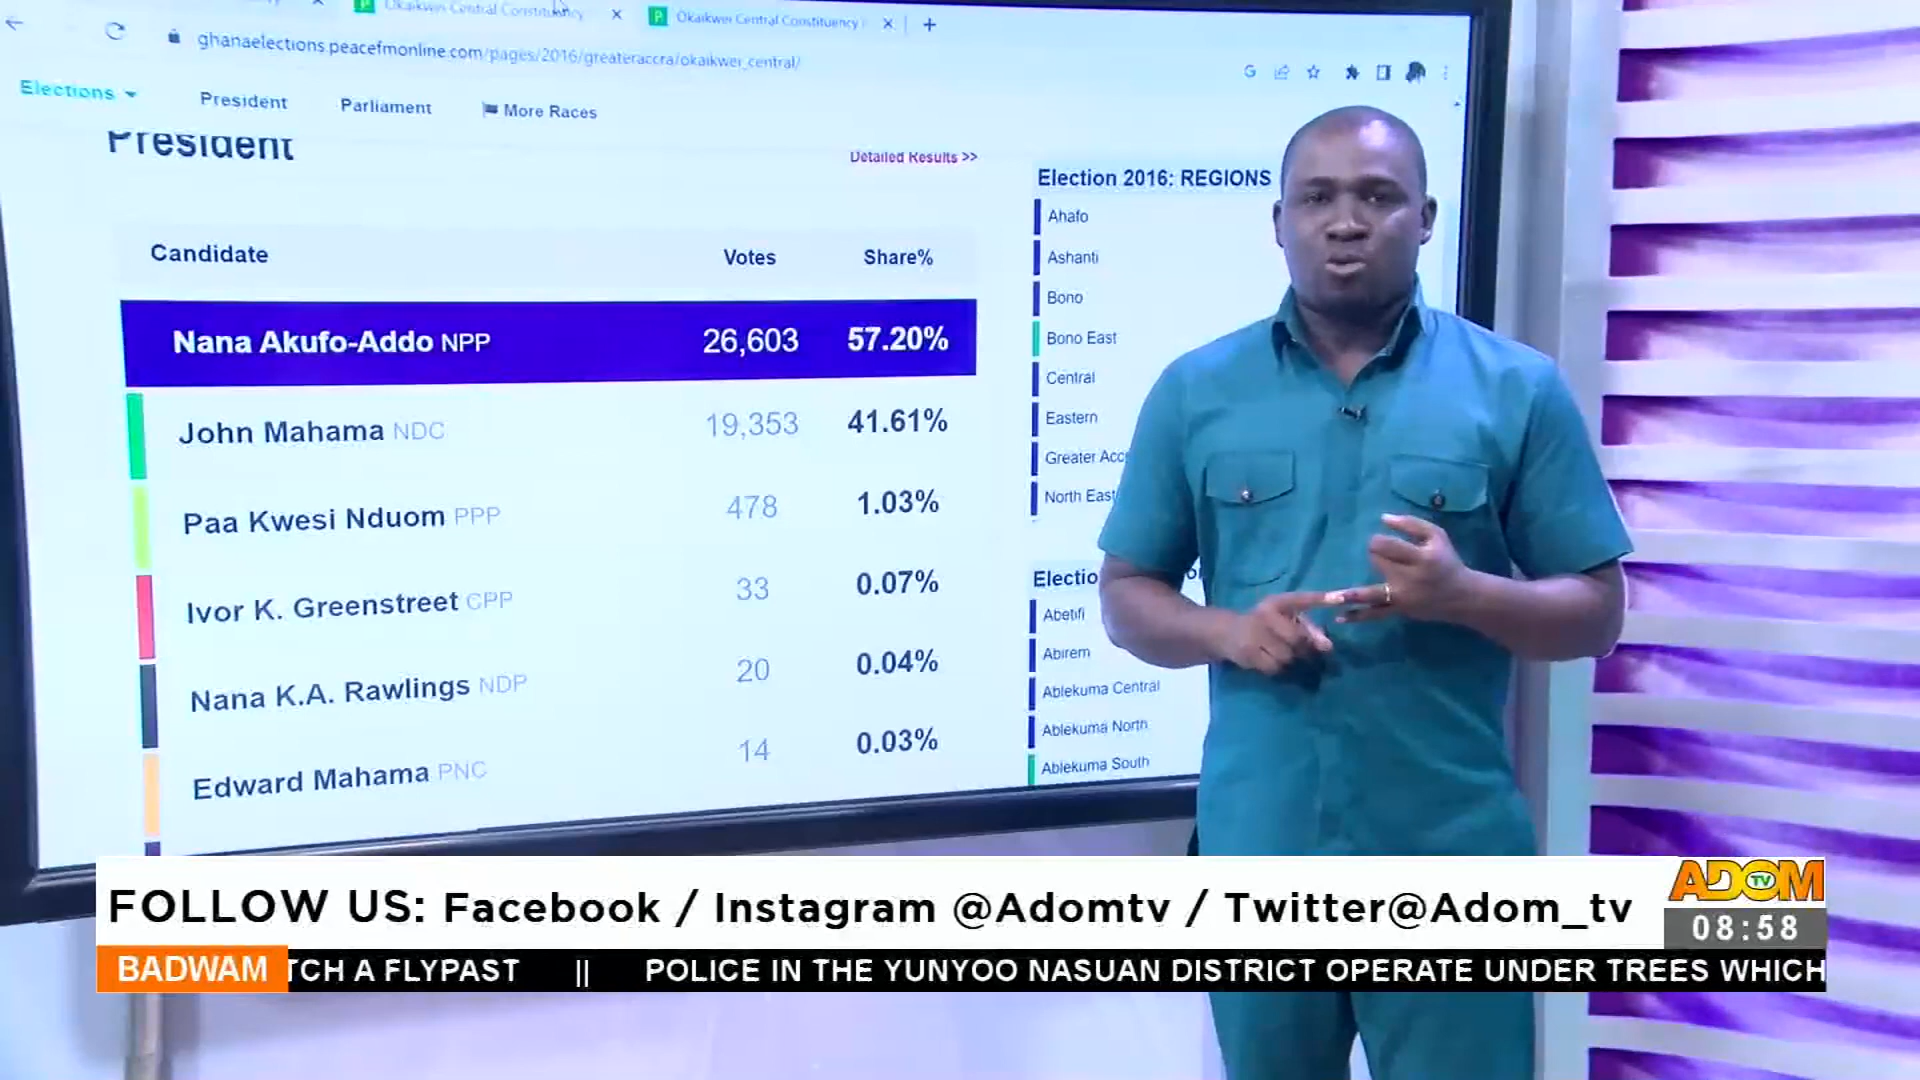 Okaikwei Central Constituency
Okaikwei Central Constituency
ghanaelections.peacefmonline.com/pages/2016/greateraccra/okaikwei_central/
Elections
President
Parliament
More Races
President
Detailed Results >>
Candidate Votes Share%
Nana Akufo-Addo NPP 26,603 57.20%
John Mahama NDC 19,353 41.61%
Paa Kwesi Nduom PPP 478 1.03%
Ivor K. Greenstreet CPP 33 0.07%
Nana K.A. Rawlings NDP 20 0.04%
Edward Mahama PNC 14 0.03%
Election 2016: REGIONS
Ahafo
Ashanti
Bono
Bono East
Central
Eastern
Greater Acc
North East
Electio
Abetifi
Abirem
Ablekuma Central
Ablekuma North
Ablekuma South
FOLLOW US: Facebook / Instagram @Adomtv / Twitter@Adom_tv
ADOM TV
08:58
BADWAM
TCH A FLYPAST || POLICE IN THE YUNYOO NASUAN DISTRICT OPERATE UNDER TREES WHICH